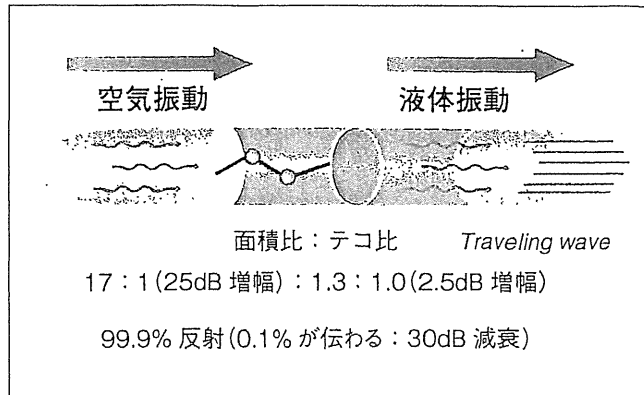 空気振動 液体振動
面積比：テコ比 Traveling wave
17：1(25dB 増幅)：1.3：1.0(2.5dB 増幅)
99.9% 反射(0.1% が伝わる：30dB 減衰)